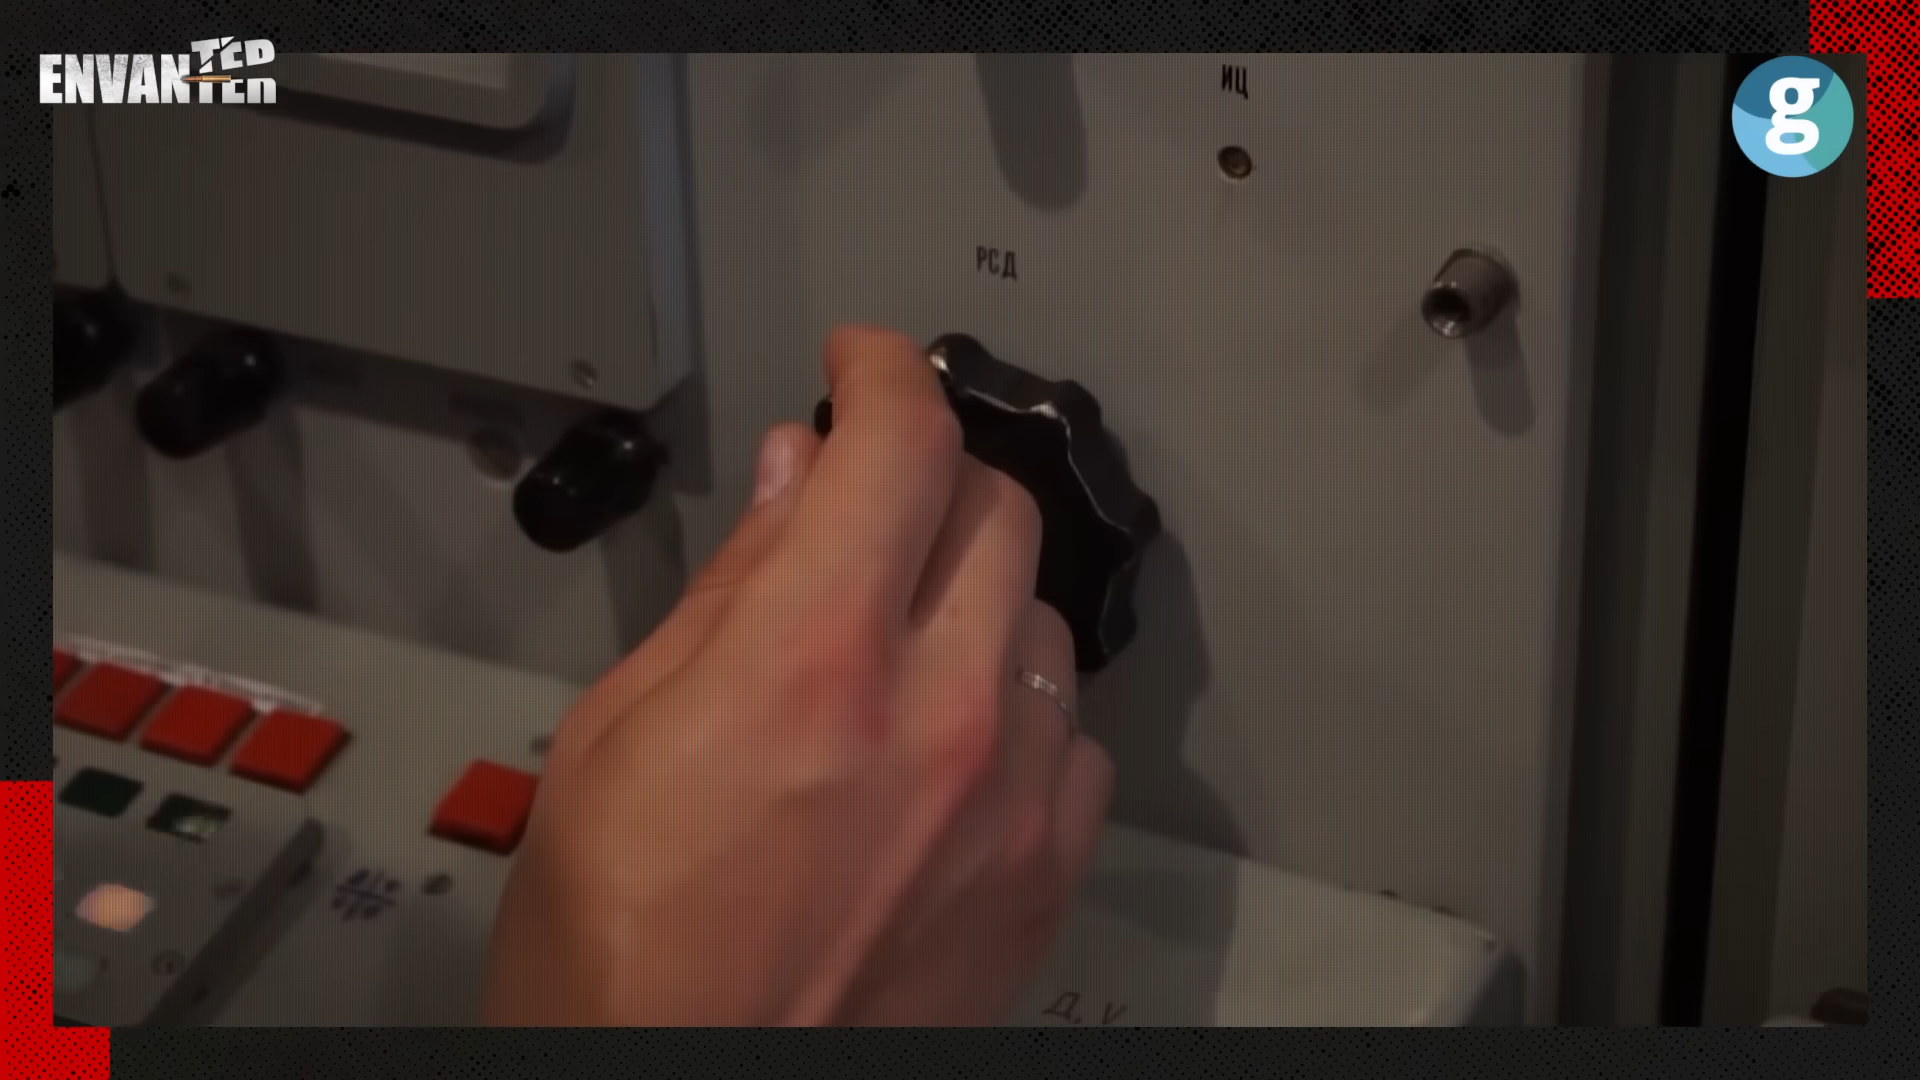 ENVANTER
g
ИЦ
РСД
Д, V